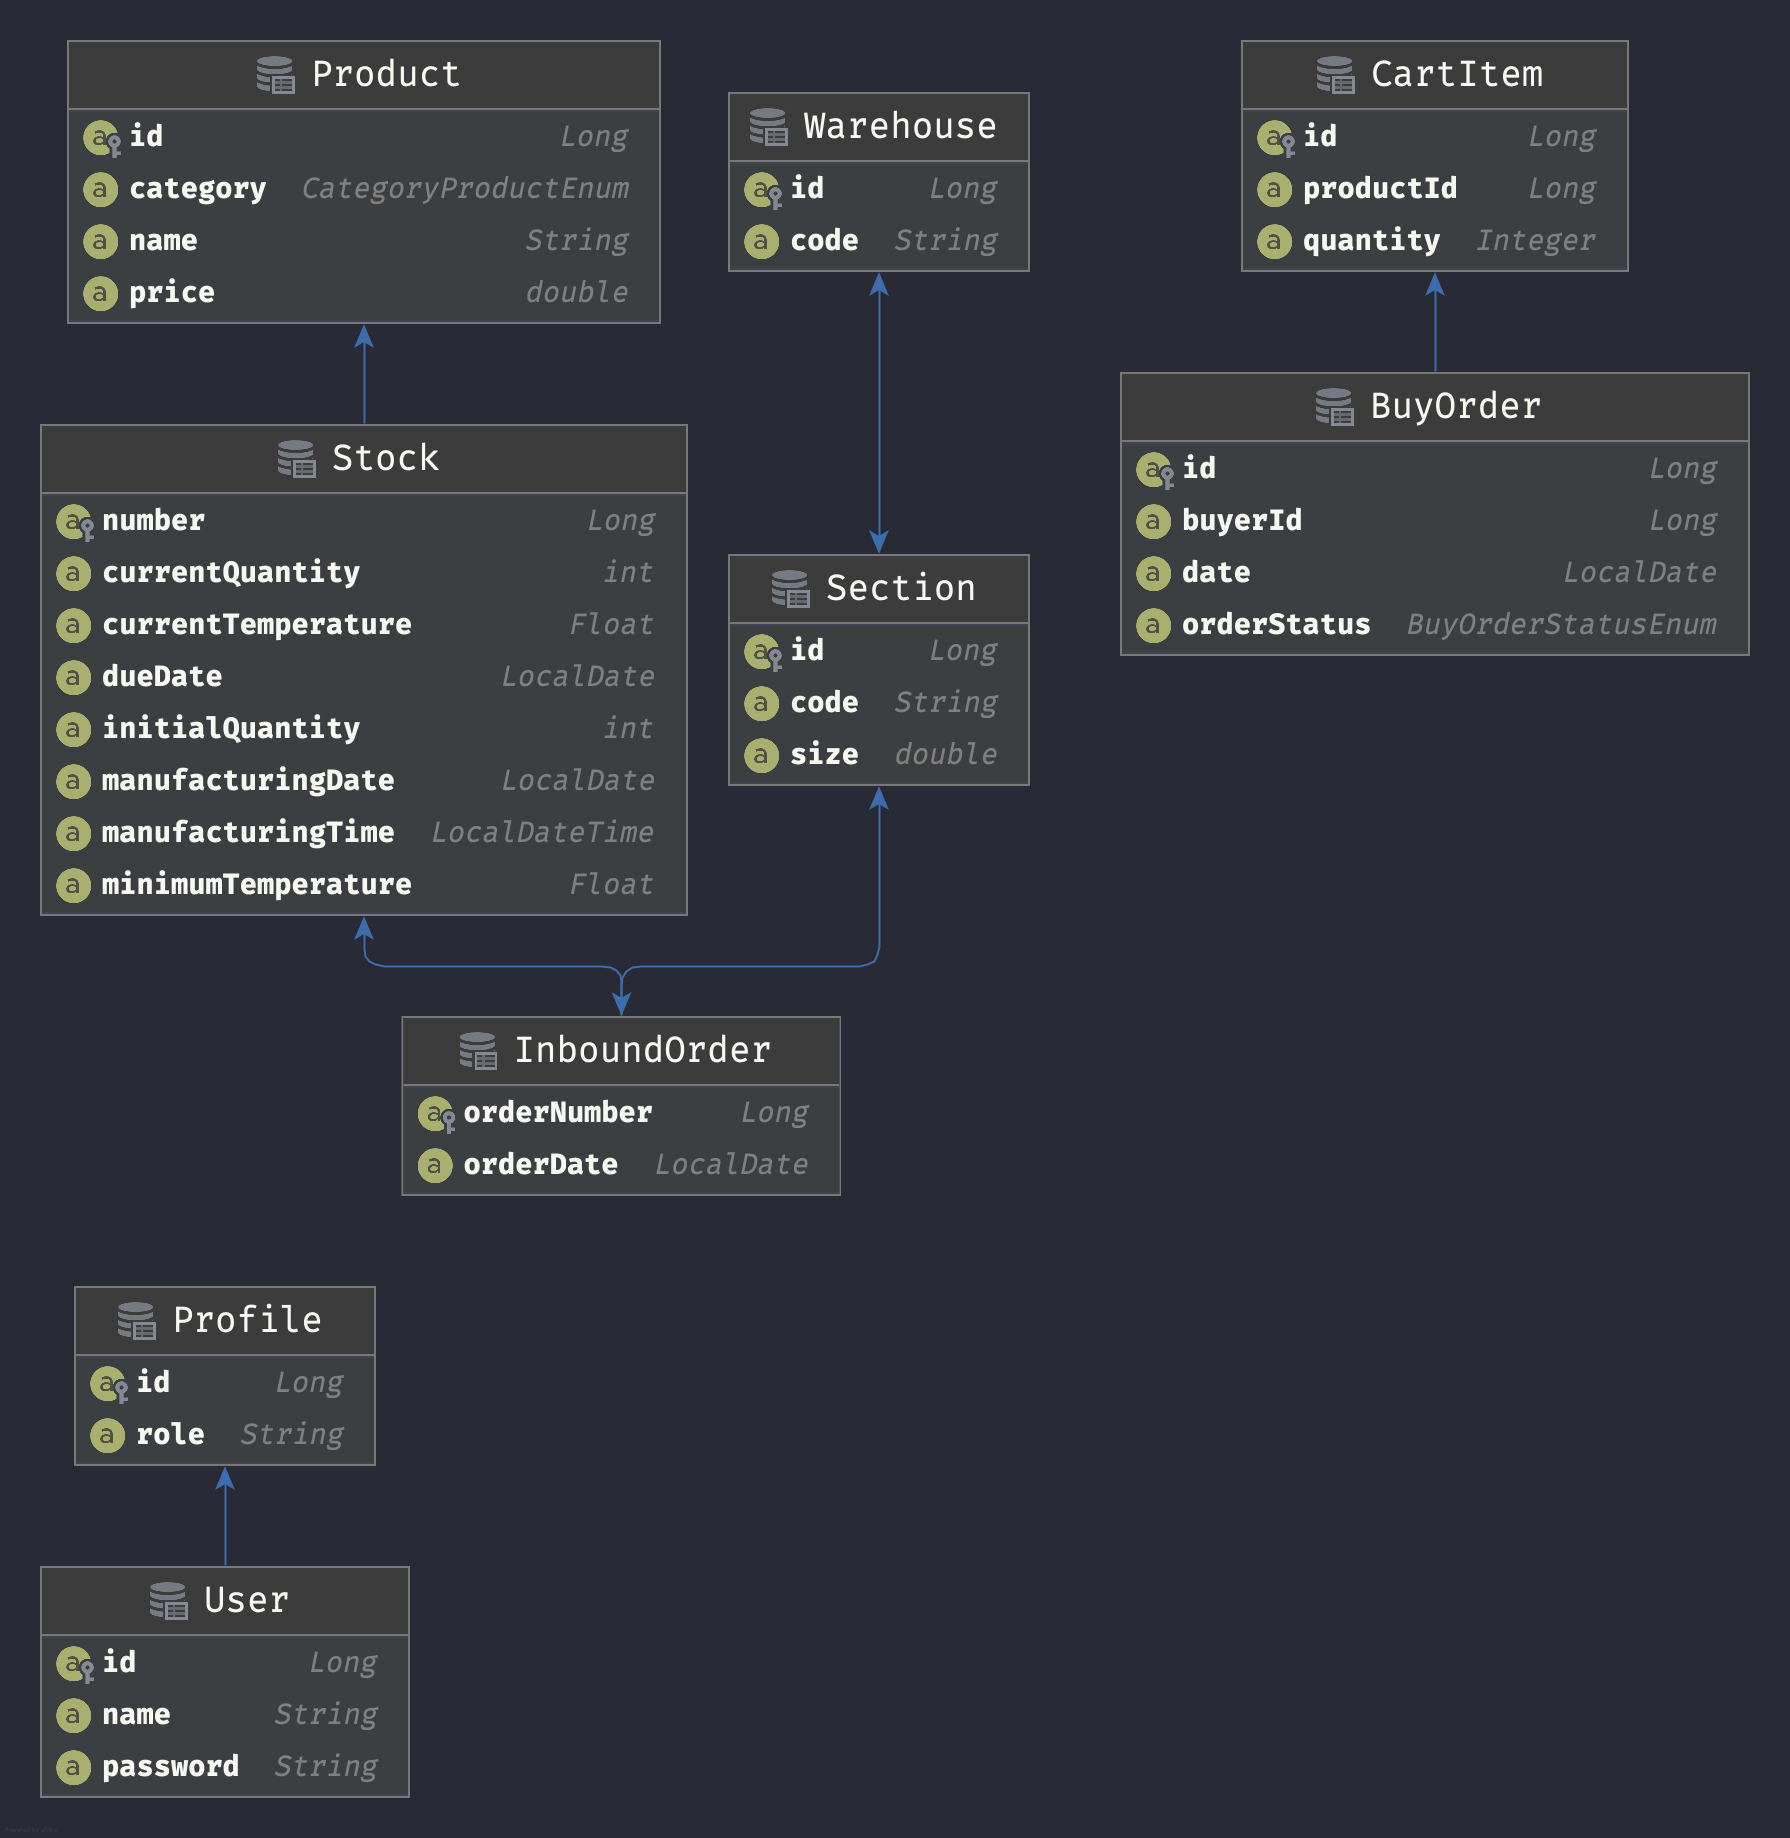 Product
id Long
category CategoryProductEnum
name String
price double
Warehouse
id Long
code String
CartItem
id Long
productId Long
quantity Integer
Stock
number Long
currentQuantity int
currentTemperature Float
dueDate LocalDate
initialQuantity int
manufacturingDate LocalDate
manufacturingTime LocalDateTime
minimumTemperature Float
Section
id Long
code String
size double
BuyOrder
id Long
buyerId Long
date LocalDate
orderStatus BuyOrderStatusEnum
InboundOrder
orderNumber Long
orderDate LocalDate
Profile
id Long
role String
User
id Long
name String
password String